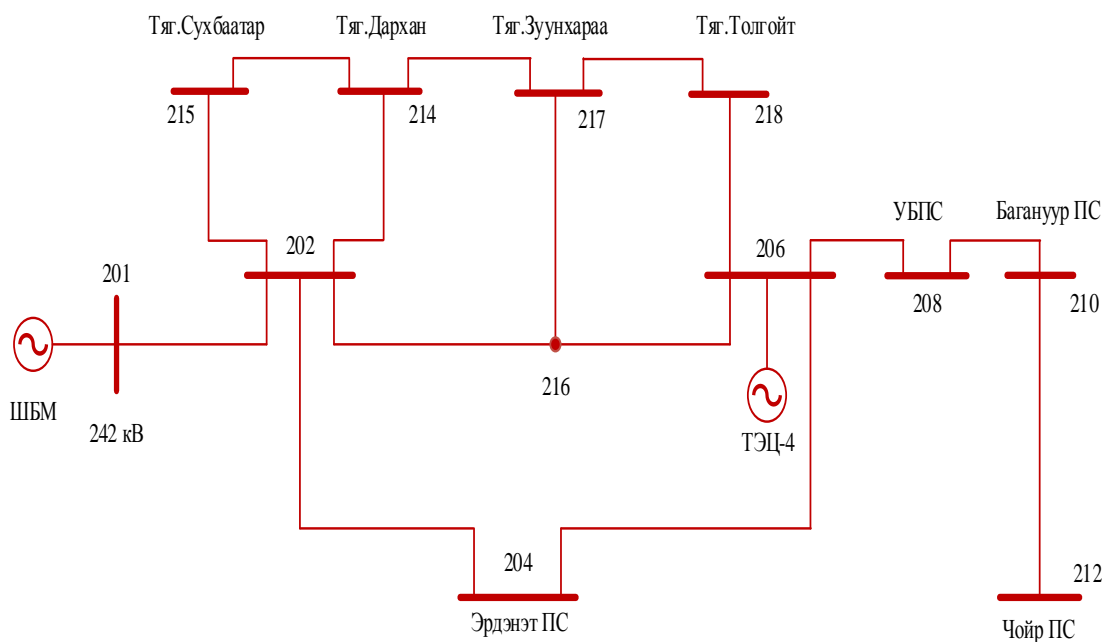 Тяг.Сухбаатар Тяг.Дархан Тяг.Зуунхараа Тяг.Толгойт
215 214 217 218
УБПС Багануур ПС
202 206
201 208 210
ШБМ
242 кВ
216
ТЭЦ-4
204 212
Эрдэнэт ПС Чойр ПС